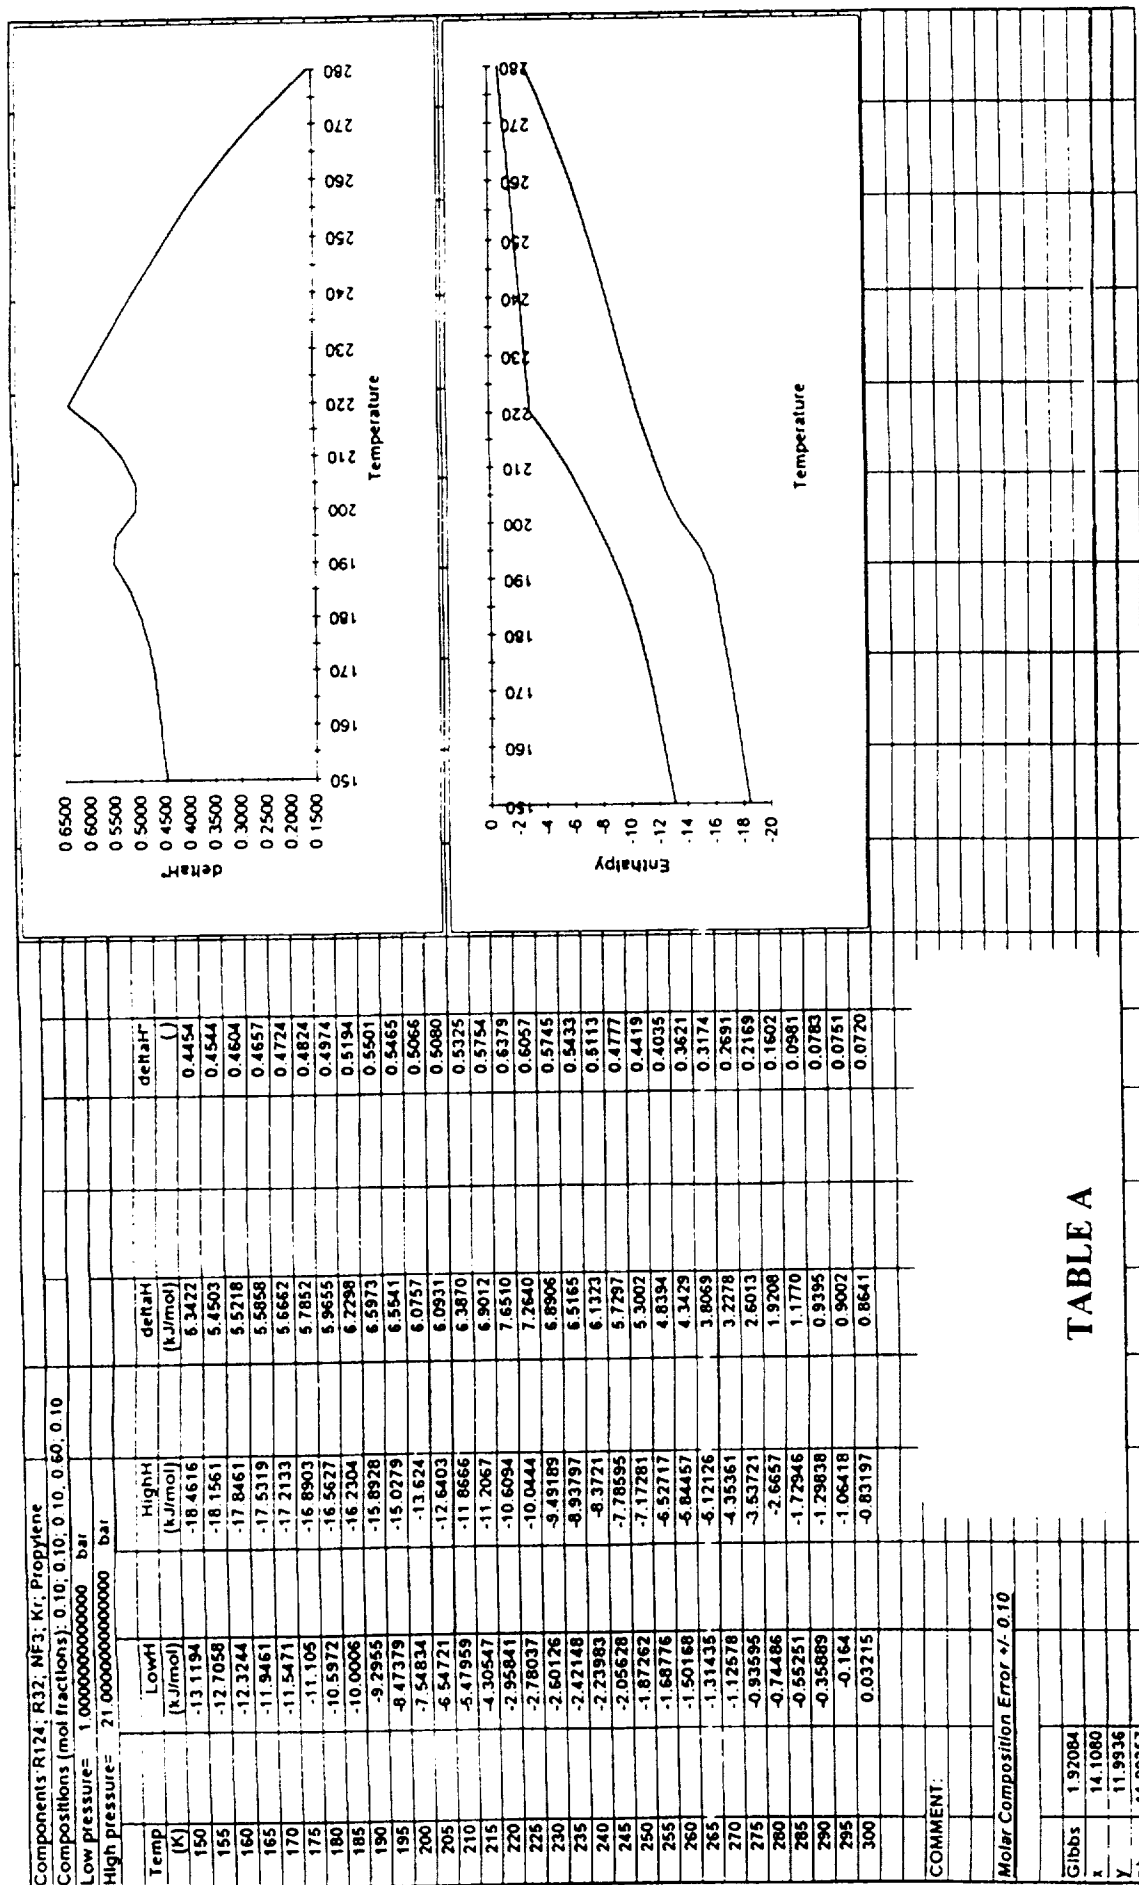 Components: R124; R32; NF3; Kr; Propylene
Compositions (mol fractions): 0.10; 0.10; 0.10; 0.60; 0.10
Low pressure= 1.00000000000000 bar
High pressure= 21.0000000000000 bar
Temp LowH HighH deltaH deltaH"
(K) (kJ/mol) (kJ/mol) (kJ/mol) ( )
150 -13.1194 -18.4616 5.3422 0.4454
155 -12.7058 -18.1561 5.4503 0.4544
160 -12.3244 -17.8461 5.5218 0.4604
165 -11.9461 -17.5319 5.5858 0.4657
170 -11.5471 -17.2133 5.6662 0.4724
175 -11.105 -16.8903 5.7852 0.4824
180 -10.5972 -16.5627 5.9655 0.4974
185 -10.0006 -16.2304 6.2298 0.5194
190 -9.2955 -15.8928 6.5973 0.5501
195 -8.47379 -15.0279 6.5541 0.5465
200 -7.54834 -13.624 6.0757 0.5066
205 -6.54721 -12.6403 6.0931 0.5080
210 -5.47959 -11.8666 6.3870 0.5325
215 -4.30547 -11.2067 6.9012 0.5754
220 -2.95841 -10.6094 7.6510 0.6379
225 -2.78037 -10.0444 7.2640 0.6057
230 -2.60126 -9.49189 6.8906 0.5745
235 -2.42148 -8.93797 6.5165 0.5433
240 -2.23983 -8.3721 6.1323 0.5113
245 -2.05628 -7.78595 5.7297 0.4777
250 -1.87262 -7.17281 5.3002 0.4419
255 -1.68776 -6.52717 4.8394 0.4035
260 -1.50168 -5.84457 4.3429 0.3621
265 -1.31435 -5.12126 3.8069 0.3174
270 -1.12578 -4.35361 3.2278 0.2691
275 -0.93595 -3.53721 2.6013 0.2169
280 -0.74486 -2.6657 1.9208 0.1602
285 -0.55251 -1.72946 1.1770 0.0981
290 -0.35889 -1.29838 0.9395 0.0783
295 -0.164 -1.06418 0.9002 0.0751
300 0.03215 -0.83197 0.8641 0.0720
COMMENT:
Molar Composition Error +/- 0.10
Gibbs 1.92084
x 14.1080
y 11.9936
TABLE A
deltaH"
0 6500
0 6000
0 5500
0 5000
0 4500
0 4000
0 3500
0 3000
0 2500
0 2000
0 1500
150 160 170 180 190 200 210 220 230 240 250 260 270 280
Temperature
Enthalpy
0
-2
-4
-6
-8
-10
-12
-14
-16
-18
-20
150 160 170 180 190 200 210 220 230 240 250 260 270 280
Temperature